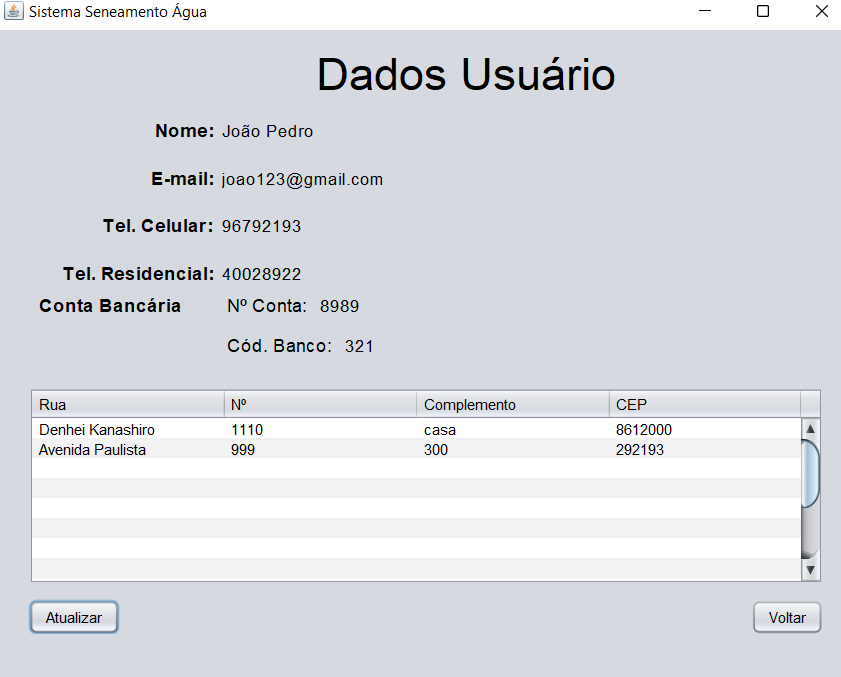 Sistema Seneamento Água
Dados Usuário
Nome: João Pedro
E-mail: joao123@gmail.com
Tel. Celular: 96792193
Tel. Residencial: 40028922
Conta Bancária Nº Conta: 8989
Cód. Banco: 321
Rua Nº Complemento CEP
Denhei Kanashiro 1110 casa 8612000
Avenida Paulista 999 300 292193
Atualizar Voltar